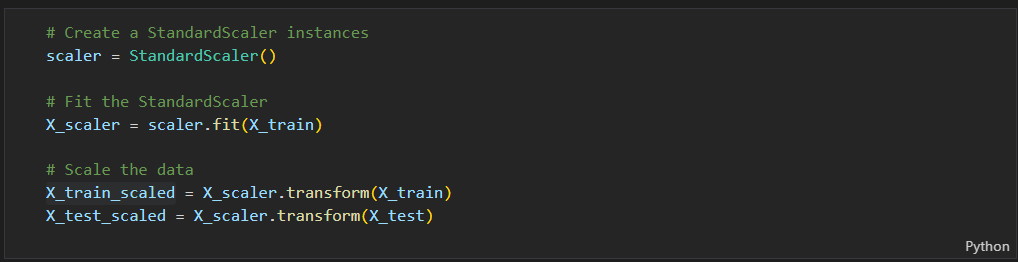 # Create a StandardScaler instances
scaler = StandardScaler()
# Fit the StandardScaler
X_scaler = scaler.fit(X_train)
# Scale the data
X_train_scaled = X_scaler.transform(X_train)
X_test_scaled = X_scaler.transform(X_test)
Python